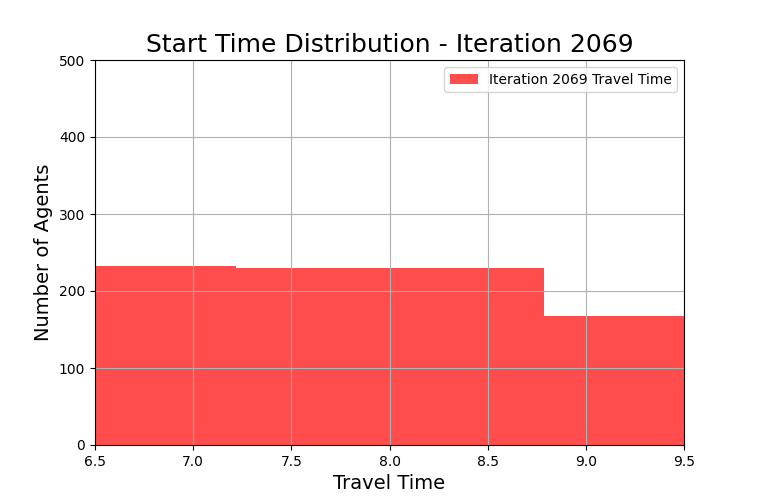 Start Time Distribution - Iteration 2069
500
Iteration 2069 Travel Time
400
300
200
100
0
Number of Agents
6.5 7.0 7.5 8.0 8.5 9.0 9.5
Travel Time